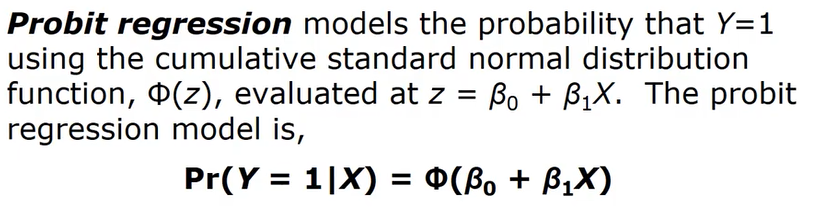 Probit regression models the probability that Y=1
using the cumulative standard normal distribution
function, Φ(z), evaluated at z = β₀ + β₁X. The probit
regression model is,
Pr(Y = 1|X) = Φ(β₀ + β₁X)